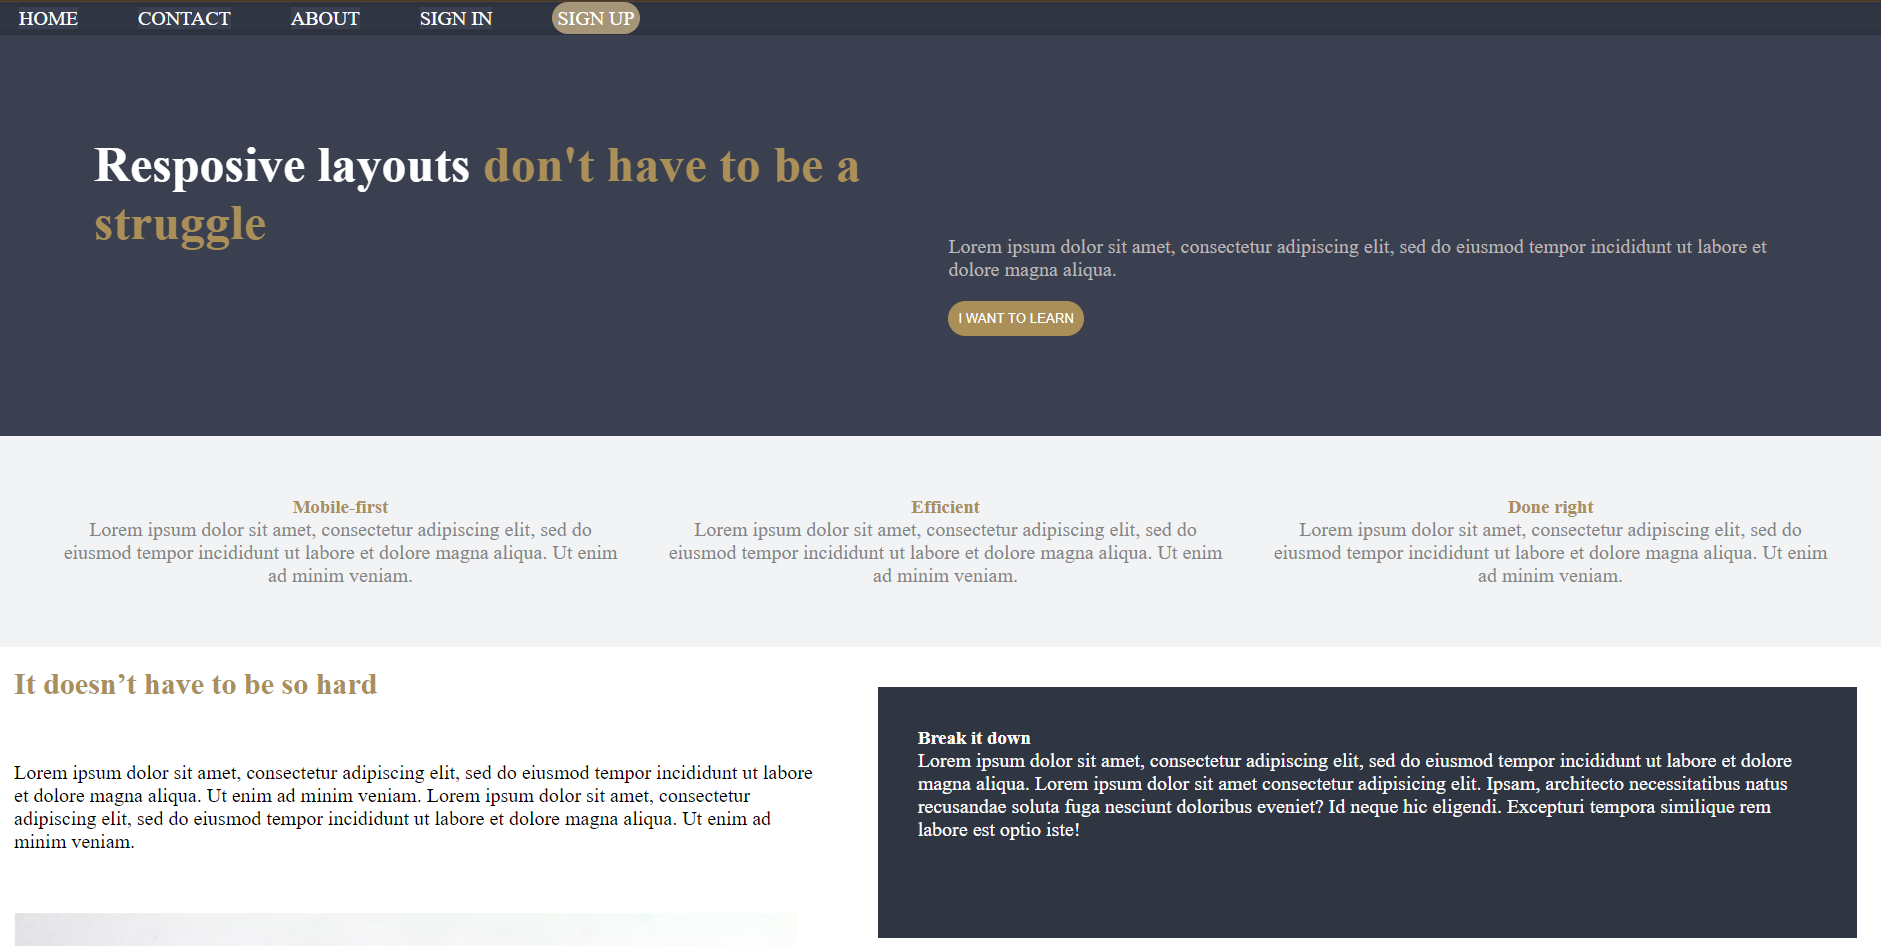 HOME CONTACT ABOUT SIGN IN SIGN UP
Resposive layouts don't have to be a
struggle
Lorem ipsum dolor sit amet, consectetur adipiscing elit, sed do eiusmod tempor incididunt ut labore et
dolore magna aliqua.
I WANT TO LEARN
Mobile-first
Lorem ipsum dolor sit amet, consectetur adipiscing elit, sed do
eiusmod tempor incididunt ut labore et dolore magna aliqua. Ut enim
ad minim veniam.
Efficient
Lorem ipsum dolor sit amet, consectetur adipiscing elit, sed do
eiusmod tempor incididunt ut labore et dolore magna aliqua. Ut enim
ad minim veniam.
Done right
Lorem ipsum dolor sit amet, consectetur adipiscing elit, sed do
eiusmod tempor incididunt ut labore et dolore magna aliqua. Ut enim
ad minim veniam.
It doesn’t have to be so hard
Lorem ipsum dolor sit amet, consectetur adipiscing elit, sed do eiusmod tempor incididunt ut labore
et dolore magna aliqua. Ut enim ad minim veniam. Lorem ipsum dolor sit amet, consectetur
adipiscing elit, sed do eiusmod tempor incididunt ut labore et dolore magna aliqua. Ut enim ad
minim veniam.
Break it down
Lorem ipsum dolor sit amet, consectetur adipiscing elit, sed do eiusmod tempor incididunt ut labore et dolore
magna aliqua. Lorem ipsum dolor sit amet consectetur adipisicing elit. Ipsam, architecto necessitatibus natus
recusandae soluta fuga nesciunt doloribus eveniet? Id neque hic eligendi. Excepturi tempora similique rem
labore est optio iste!